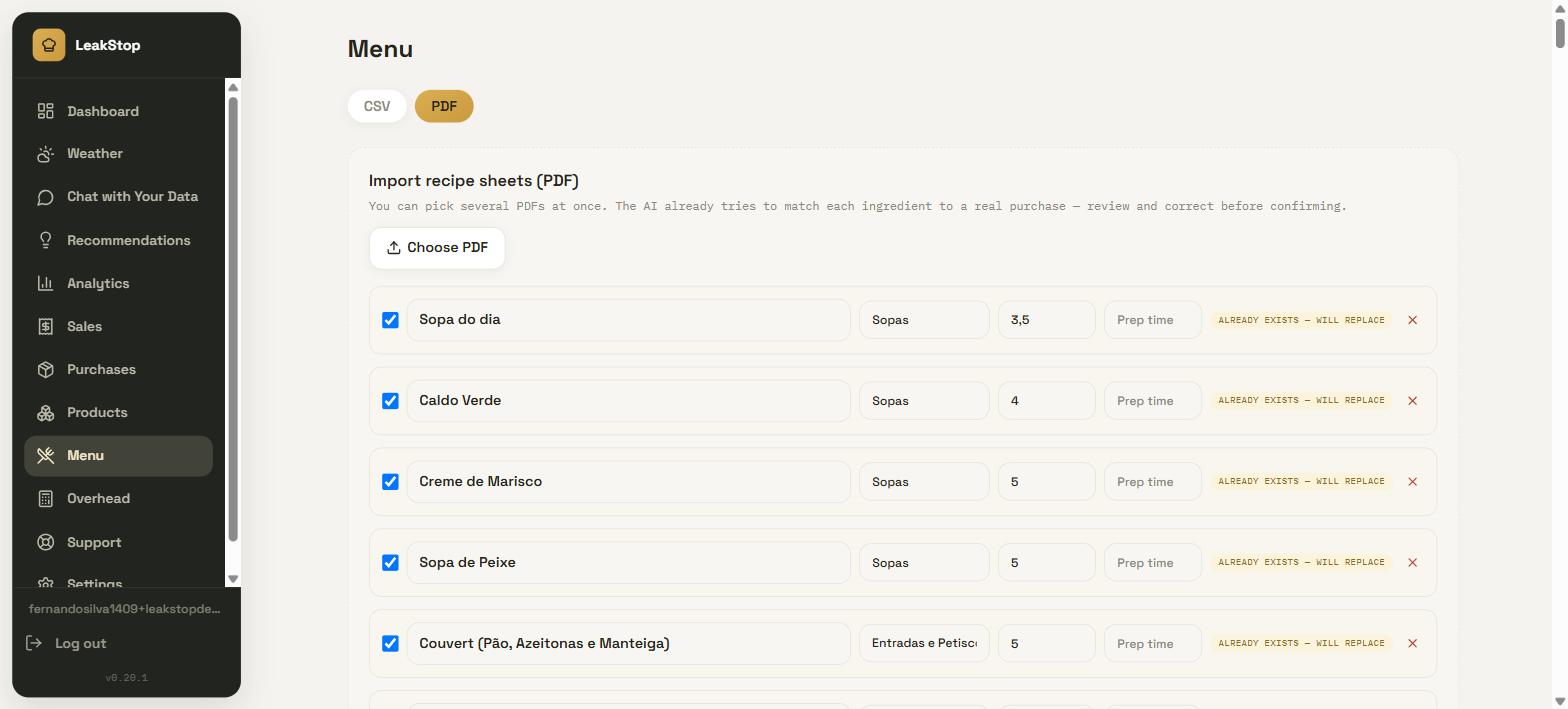 LeakStop
Dashboard
Weather
Chat with Your Data
Recommendations
Analytics
Sales
Purchases
Products
Menu
Overhead
Support
Settings
fernandosilva1409+leakstopde...
Log out
v0.20.1
Menu
CSV PDF
Import recipe sheets (PDF)
You can pick several PDFs at once. The AI already tries to match each ingredient to a real purchase — review and correct before confirming.
Choose PDF
Sopa do dia Sopas 3,5 Prep time ALREADY EXISTS — WILL REPLACE
Caldo Verde Sopas 4 Prep time ALREADY EXISTS — WILL REPLACE
Creme de Marisco Sopas 5 Prep time ALREADY EXISTS — WILL REPLACE
Sopa de Peixe Sopas 5 Prep time ALREADY EXISTS — WILL REPLACE
Couvert (Pão, Azeitonas e Manteiga) Entradas e Petisc 5 Prep time ALREADY EXISTS — WILL REPLACE